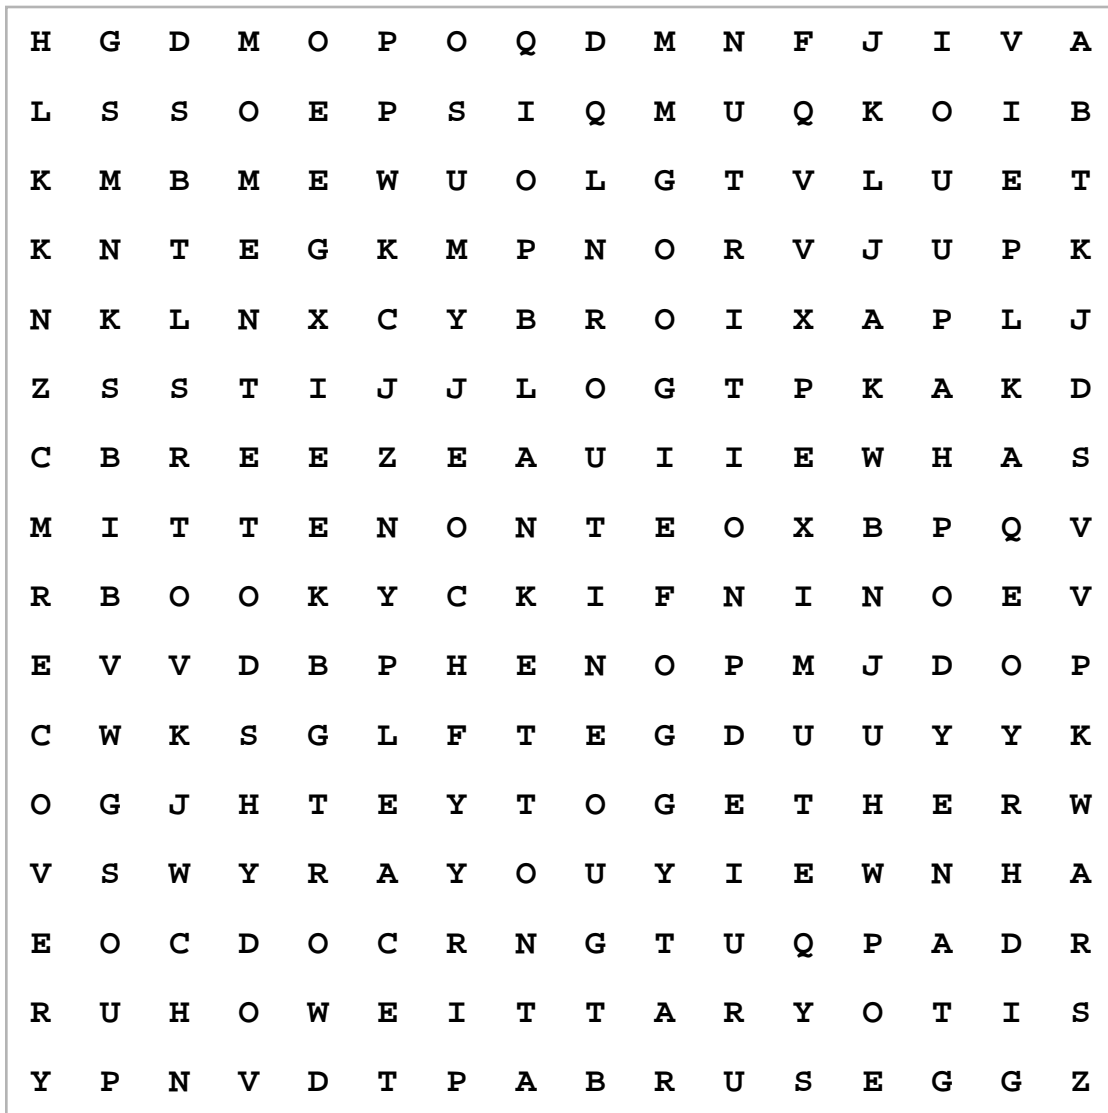 H G D M O P O Q D M N F J I V A
L S S O E P S I Q M U Q K O I B
K M B M E W U O L G T V L U E T
K N T E G K M P N O R V J U P K
N K L N X C Y B R O I X A P L J
Z S S T I J J L O G T P K A K D
C B R E E Z E A U I I E W H A S
M I T T E N O N T E O X B P Q V
R B O O K Y C K I F N I N O E V
E V V D B P H E N O P M J D O P
C W K S G L F T E G D U U Y Y K
O G J H T E Y T O G E T H E R W
V S W Y R A Y O U Y I E W N H A
E O C D O C R N G T U Q P A D R
R U H O W E I T T A R Y O T I S
Y P N V D T P A B R U S E G G Z